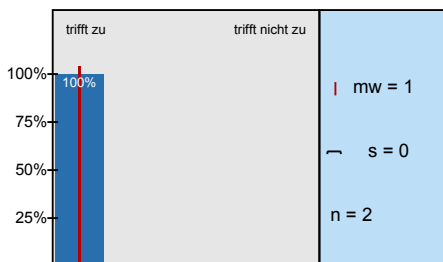 trifft zu trifft nicht zu
100%
100%
mw = 1
75%
s = 0
50%
25%
n = 2